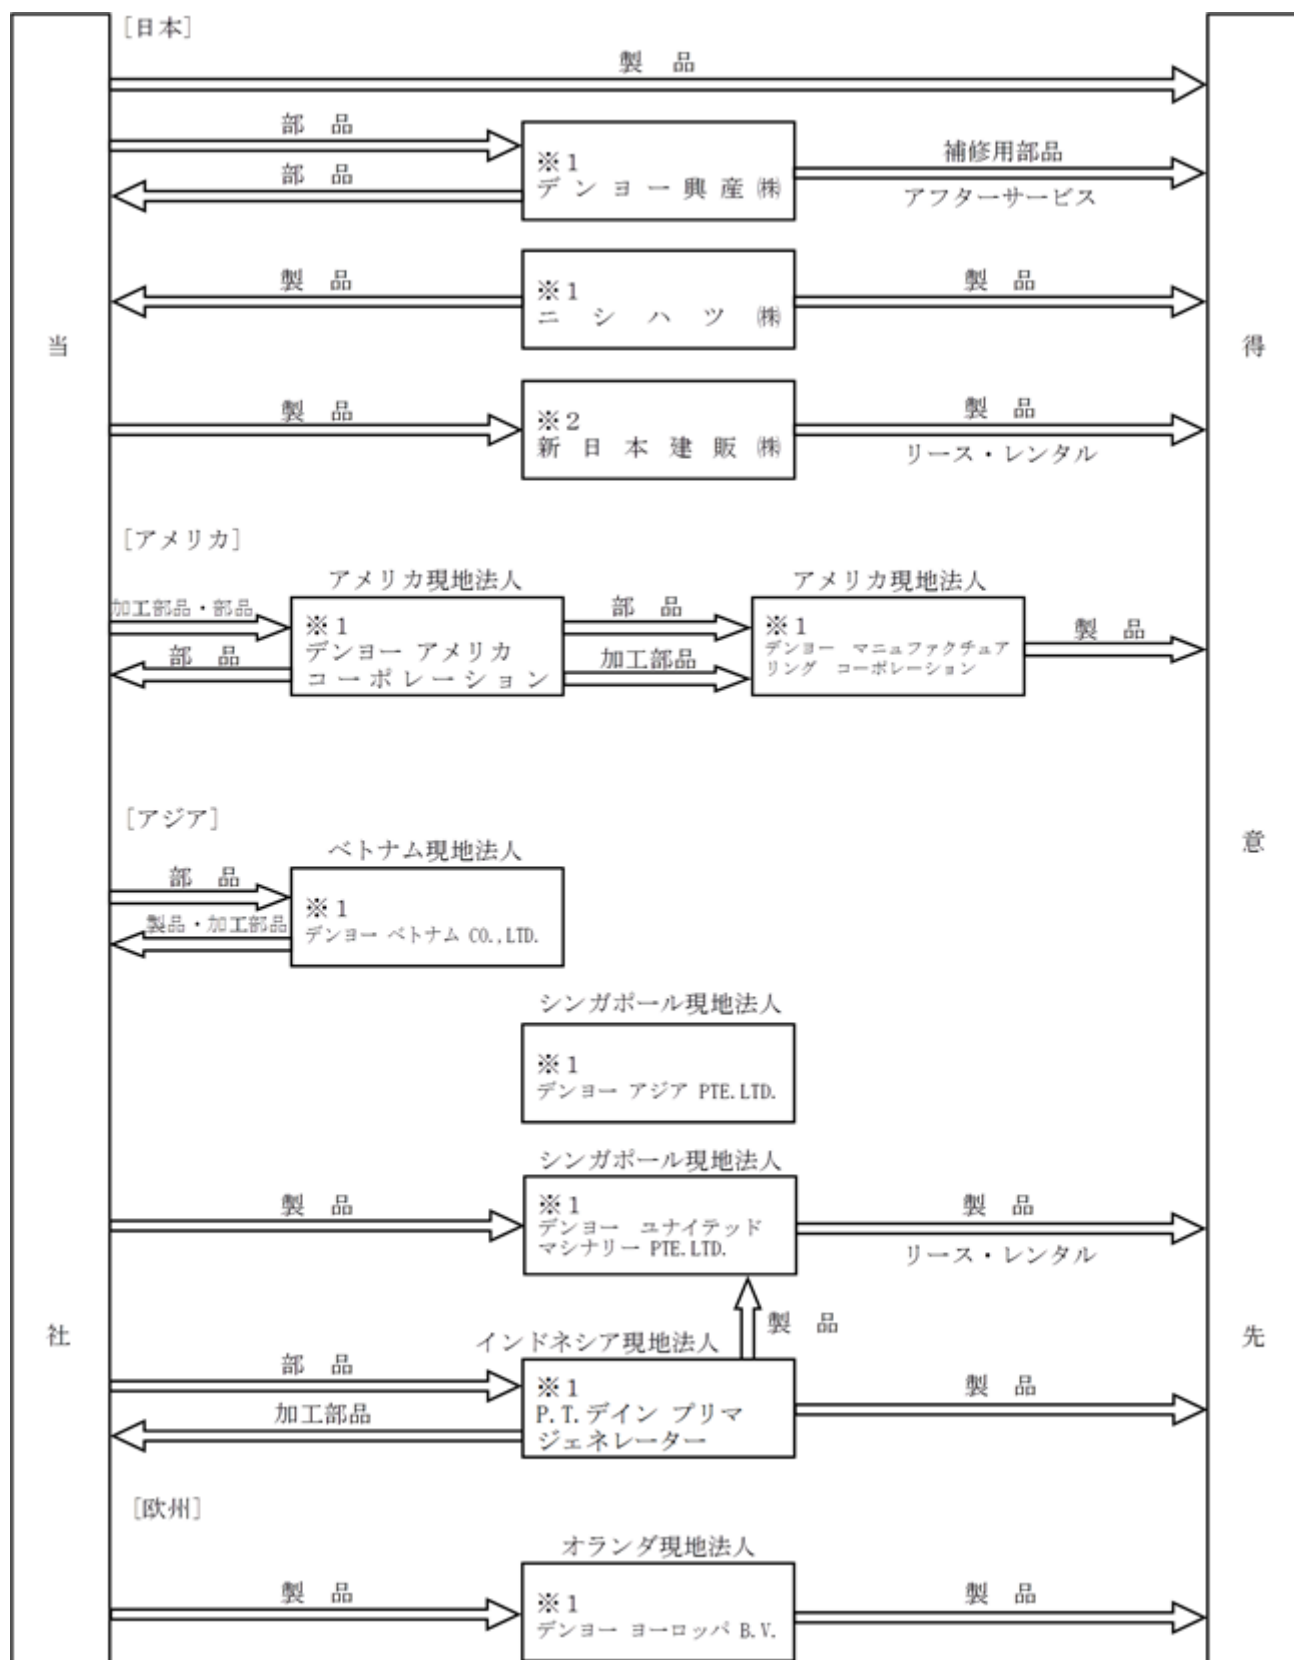 [日本]
製　品
部　品
部　品
※1
デンヨー興産㈱
補修用部品
アフターサービス
製　品
※1
ニシハツ㈱
製　品
製　品
※2
新日本建販㈱
製　品
リース・レンタル
当
社
得
意
先
[アメリカ]
アメリカ現地法人
加工部品・部品
部　品
※1
デンヨー アメリカ
コーポレーション
部　品
加工部品
アメリカ現地法人
※1
デンヨー　マニュファクチュア
リング　コーポレーション
製　品
[アジア]
ベトナム現地法人
部　品
製品・加工部品
※1
デンヨー ベトナム CO.,LTD.
シンガポール現地法人
※1
デンヨー アジア PTE.LTD.
シンガポール現地法人
製　品
※1
デンヨー　ユナイテッド
マシナリー PTE.LTD.
製　品
リース・レンタル
製　品
インドネシア現地法人
部　品
加工部品
※1
P.T.デイン プリマ
ジェネレーター
製　品
[欧州]
オランダ現地法人
製　品
※1
デンヨー ヨーロッパ B.V.
製　品